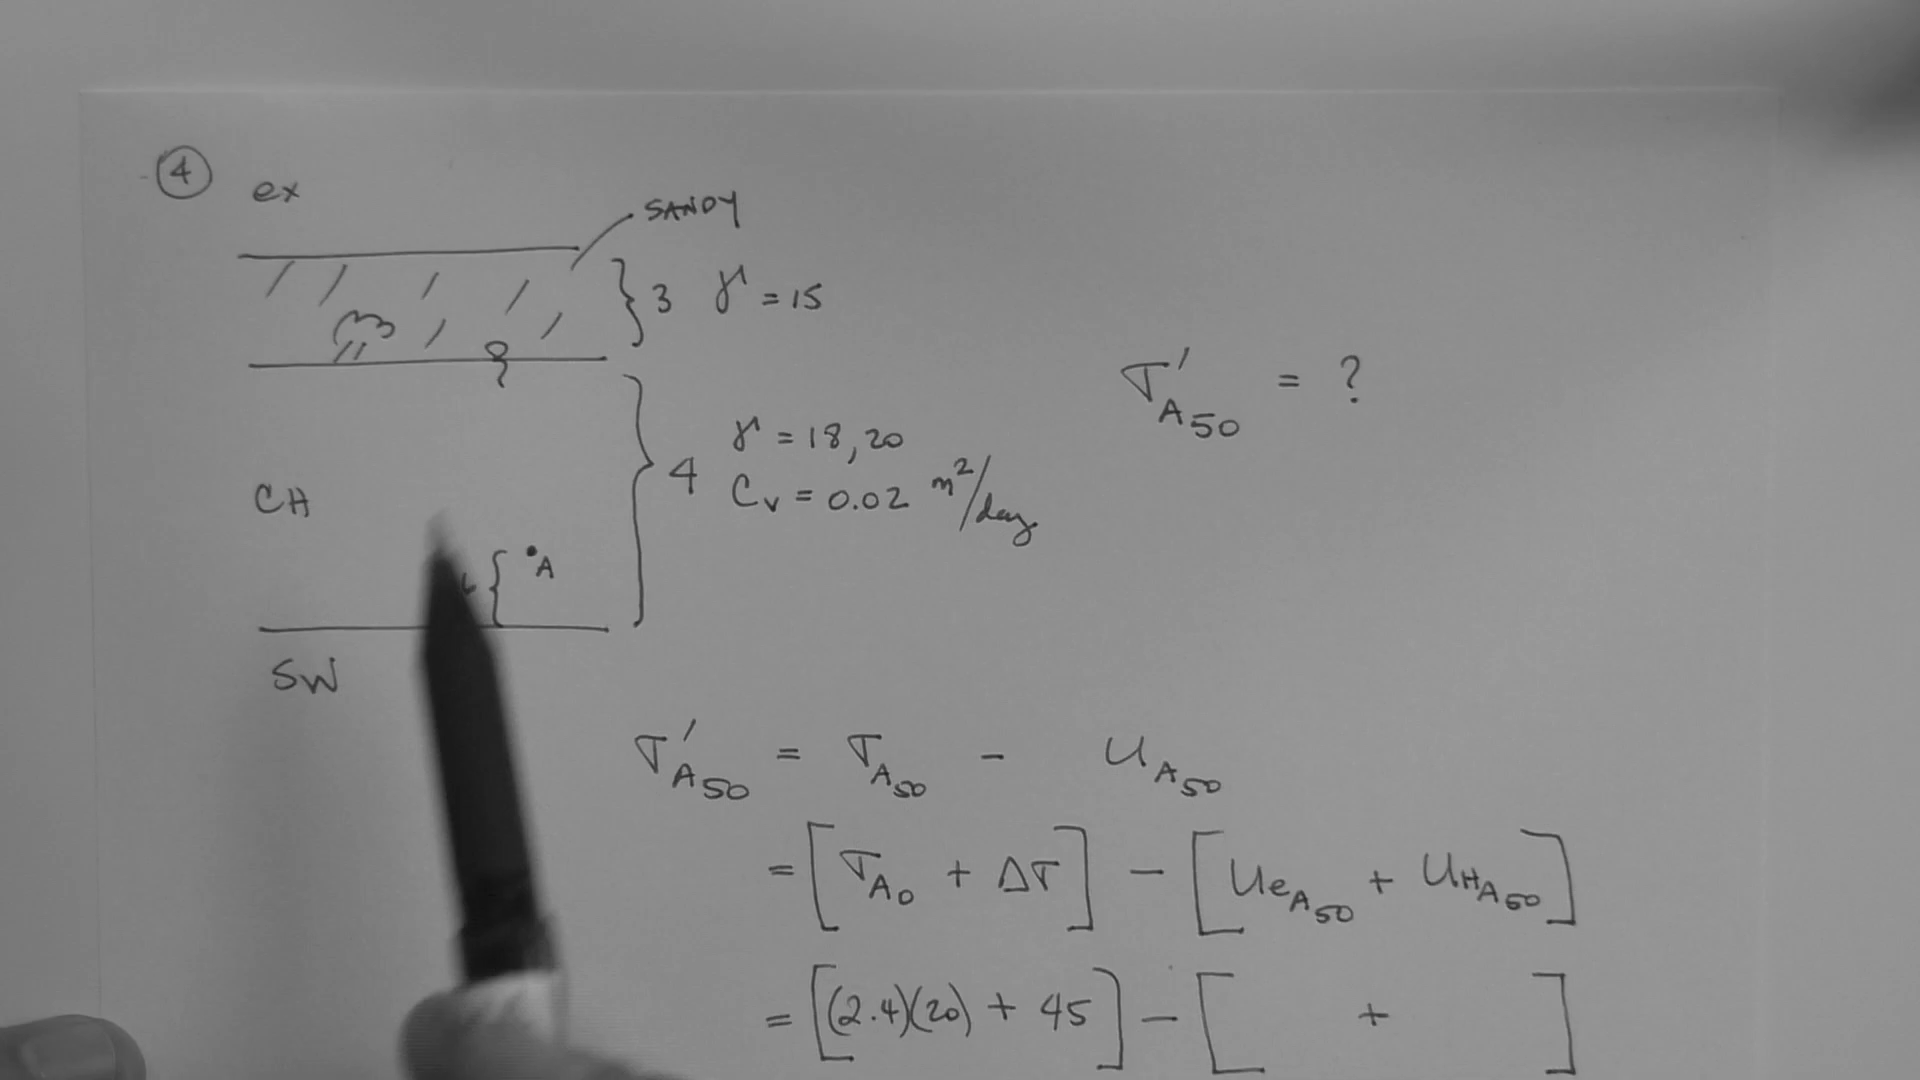 ④ ex
SANDY
3 γ = 15
σ'A50 = ?
γ = 18, 20
4 Cv = 0.02 m²/day
CH
A
SW
σ'A50 = σA50 - uA50
= [σA0 + Δσ] - [ueA50 + uHA50]
= [(2.4)(20) + 45] - [ + ]